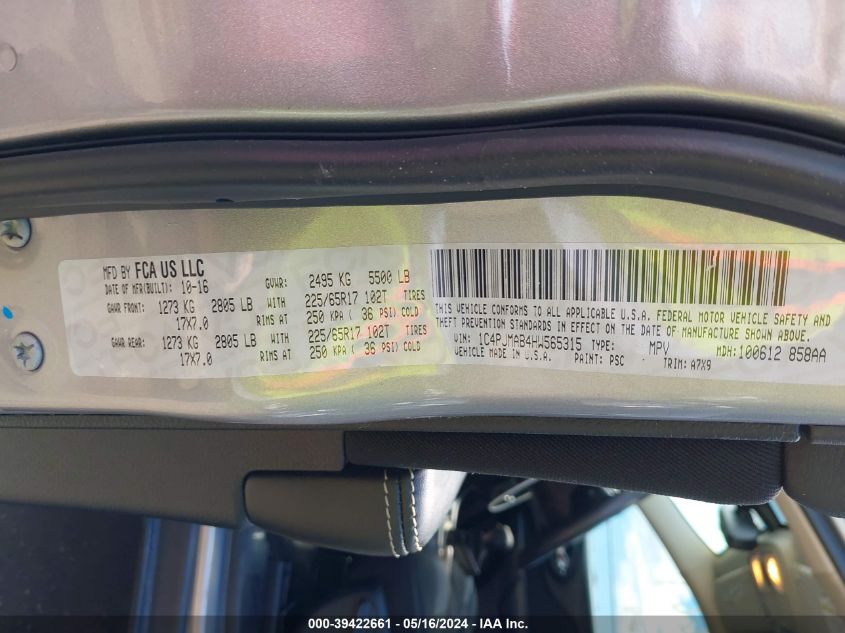 MFD BY FCA US LLC
DATE OF MFR(BUILT): 10-16 GVWR: 2495 KG 5500 LB
GAWR FRONT: 1273 KG 2805 LB WITH 225/65R17 102T TIRES
17X7.0 RIMS AT 250 KPA ( 36 PSI) COLD
GAWR REAR: 1273 KG 2805 LB WITH 225/65R17 102T TIRES
17X7.0 RIMS AT 250 KPA ( 36 PSI) COLD
THIS VEHICLE CONFORMS TO ALL APPLICABLE U.S.A. FEDERAL MOTOR VEHICLE SAFETY AND
THEFT PREVENTION STANDARDS IN EFFECT ON THE DATE OF MANUFACTURE SHOWN ABOVE.
VIN: 1C4PJMAB4HW565315 TYPE: MPV MDH: 100612 858AA
VEHICLE MADE IN U.S.A. PAINT: PSC TRIM: A7X9
000-39422661 - 05/16/2024 - IAA Inc.